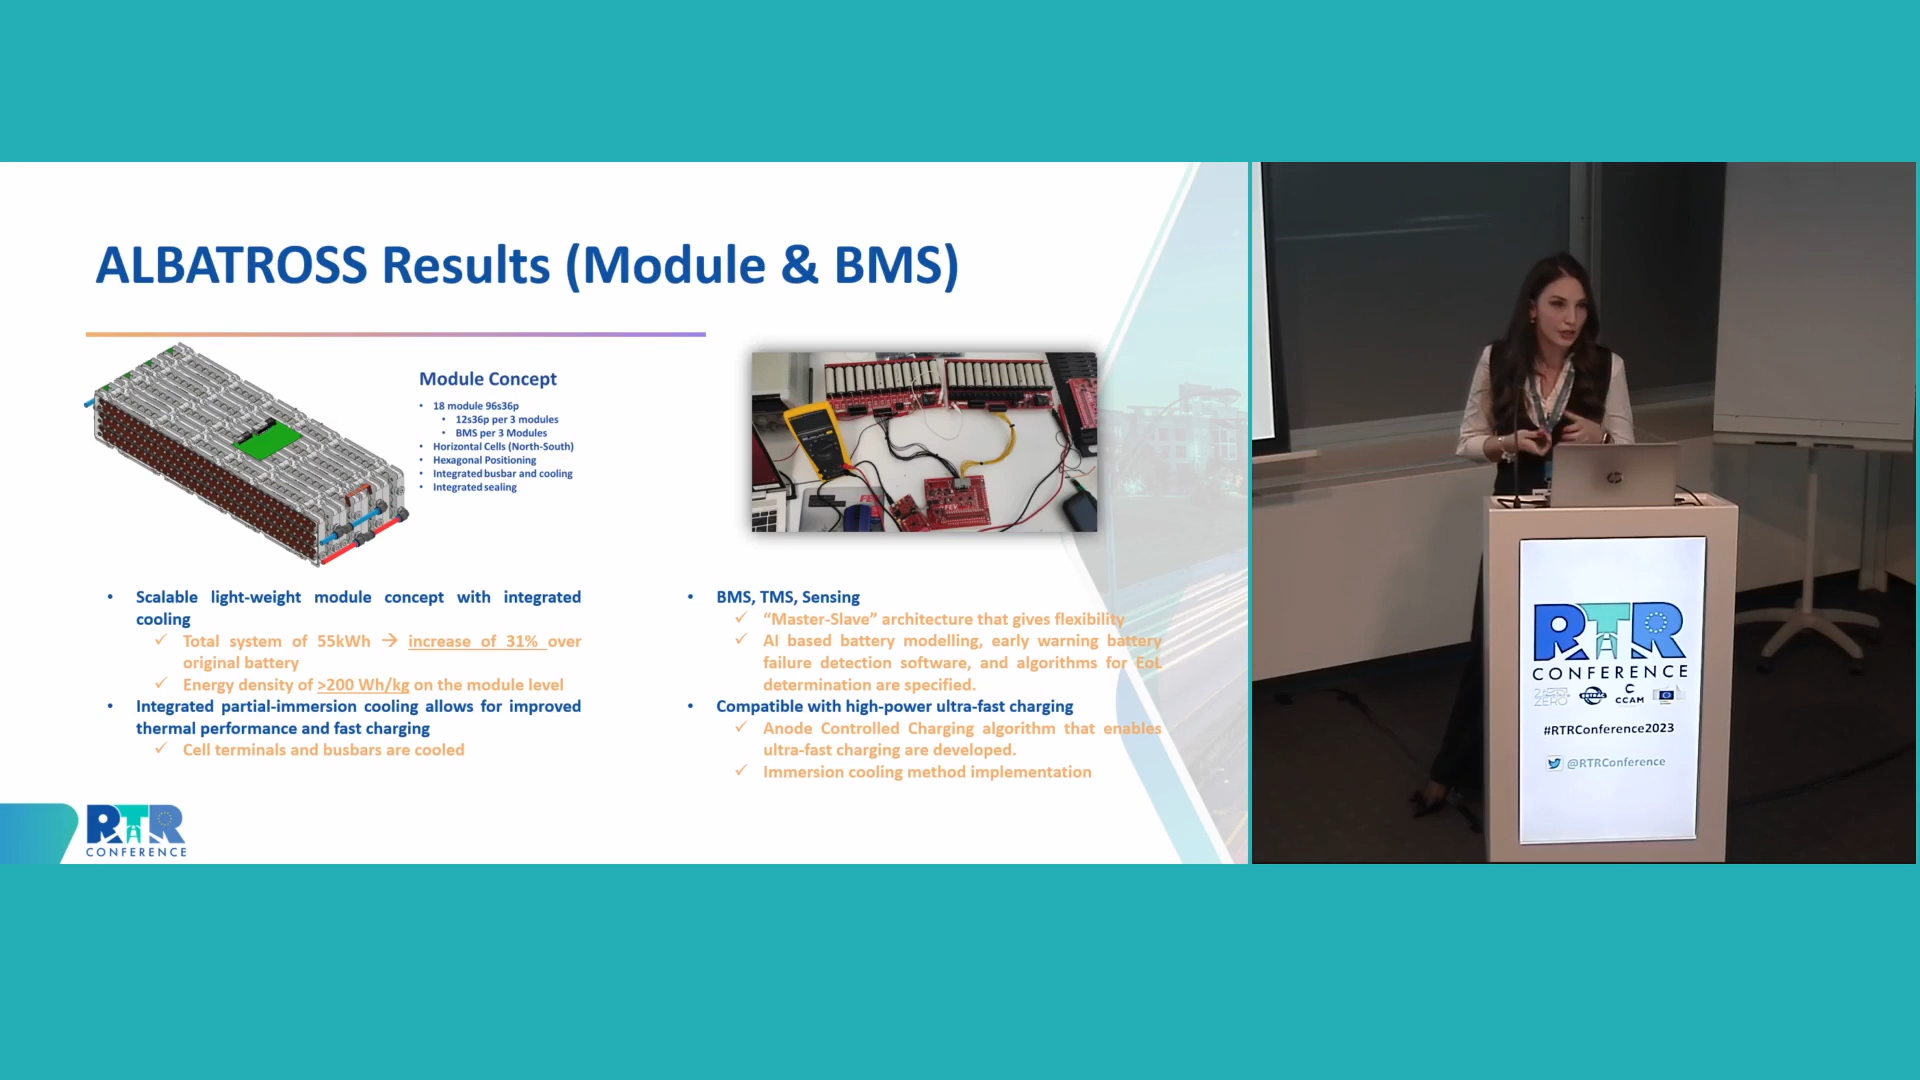 ALBATROSS Results (Module & BMS)
Module Concept
• 18 module 96s36p
• 12s36p per 3 modules
• BMS per 3 Modules
• Horizontal Cells (North-South)
• Hexagonal Positioning
• Integrated busbar and cooling
• Integrated sealing
• Scalable light-weight module concept with integrated
cooling
✓ Total system of 55kWh → increase of 31% over
original battery
✓ Energy density of >200 Wh/kg on the module level
• Integrated partial-immersion cooling allows for improved
thermal performance and fast charging
✓ Cell terminals and busbars are cooled
FEV
• BMS, TMS, Sensing
✓ “Master-Slave” architecture that gives flexibility
✓ AI based battery modelling, early warning battery
failure detection software, and algorithms for EoL
determination are specified.
• Compatible with high-power ultra-fast charging
✓ Anode Controlled Charging algorithm that enables
ultra-fast charging are developed.
✓ Immersion cooling method implementation
RTR
CONFERENCE
hp
RTR
CONFERENCE
2ZERO
ERTRAC
CCAM
#RTRConference2023
@RTRConference